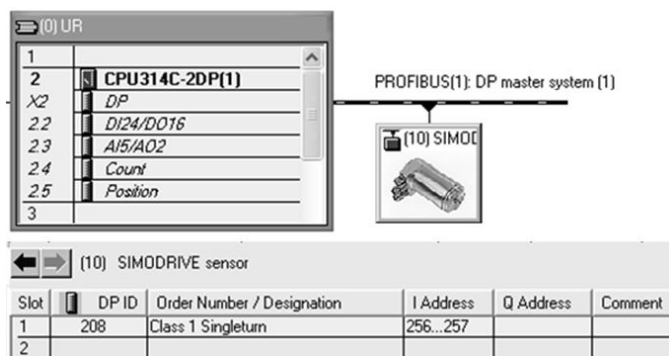 (0) UR
1
2 CPU314C-2DP(1)
X2 DP
2.2 DI24/DO16
2.3 AI5/AO2
2.4 Count
2.5 Position
3
PROFIBUS(1): DP master system (1)
(10) SIMOD
(10) SIMODRIVE sensor
Slot DP ID Order Number / Designation I Address Q Address Comment
1 208 Class 1 Singleturn 256...257
2